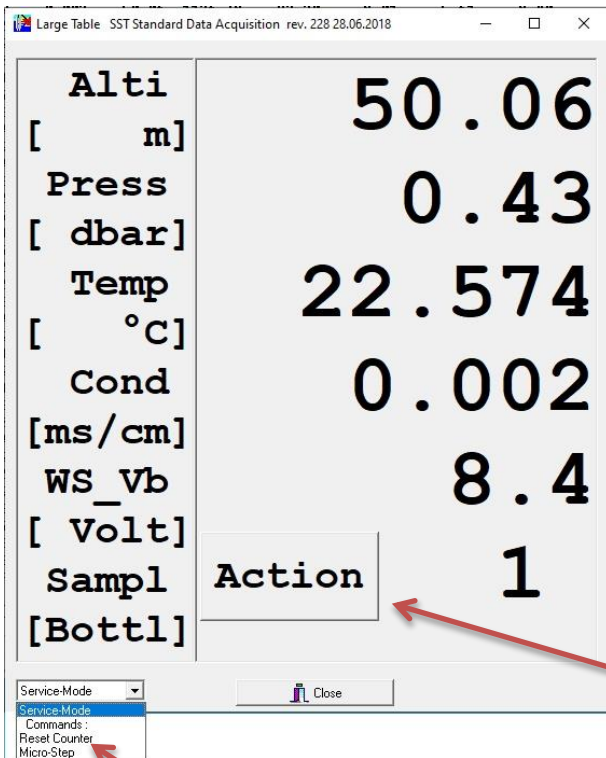 Large Table SST Standard Data Acquisition rev. 228 28.06.2018
Alti
50.06
[ m]
Press
0.43
[ dbar]
Temp
22.574
[ °C]
Cond
0.002
[ms/cm]
WS_Vb
8.4
[ Volt]
Sampl
Action
1
[Bottl]
Service-Mode
Close
Service-Mode
Commands :
Reset Counter
Micro-Step